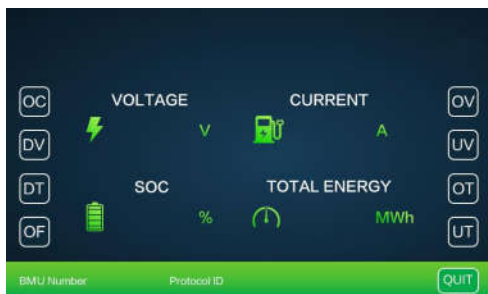 OC
VOLTAGE
CURRENT
OV
V
A
DV
UV
DT
SOC
TOTAL ENERGY
OT
OF
%
MWh
UT
BMU Number
Protocol ID
QUIT